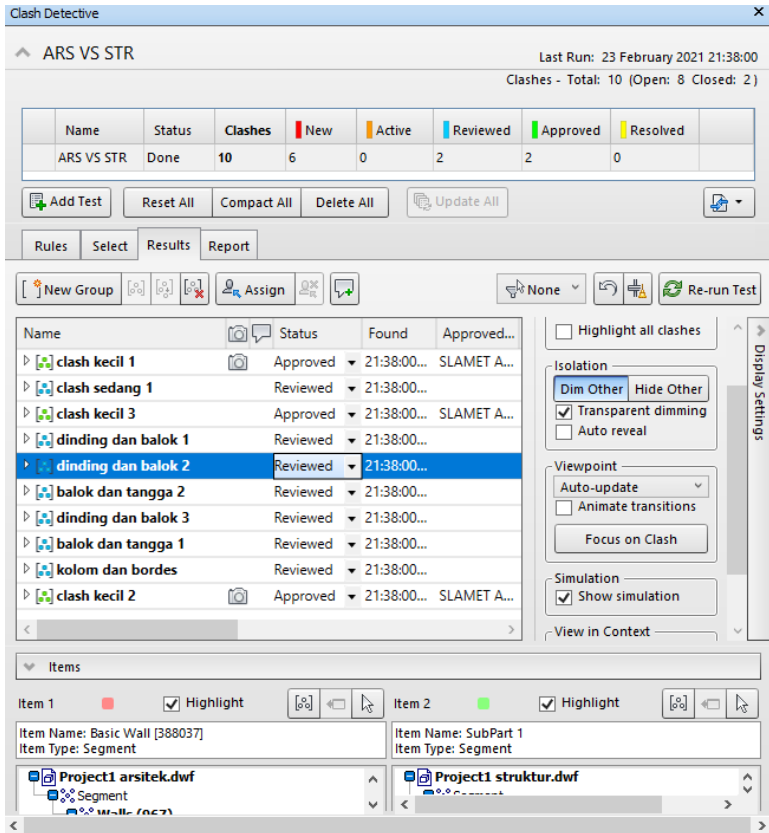 Clash Detective
ARS VS STR
Last Run: 23 February 2021 21:38:00
Clashes - Total: 10 (Open: 8 Closed: 2)
Name Status Clashes New Active Reviewed Approved Resolved
ARS VS STR Done 10 6 0 2 2 0
Add Test Reset All Compact All Delete All Update All
Rules Select Results Report
New Group Assign None Re-run Test
Name Status Found Approved...
clash kecil 1 Approved 21:38:00... SLAMET A...
clash sedang 1 Reviewed 21:38:00...
clash kecil 3 Approved 21:38:00... SLAMET A...
dinding dan balok 1 Reviewed 21:38:00...
dinding dan balok 2 Reviewed 21:38:00...
balok dan tangga 2 Reviewed 21:38:00...
dinding dan balok 3 Reviewed 21:38:00...
balok dan tangga 1 Reviewed 21:38:00...
kolom dan bordes Reviewed 21:38:00...
clash kecil 2 Approved 21:38:00... SLAMET A...
Highlight all clashes
Isolation
Dim Other Hide Other
Transparent dimming
Auto reveal
Viewpoint
Auto-update
Animate transitions
Focus on Clash
Simulation
Show simulation
View in Context
Display Settings
Items
Item 1 Highlight
Item Name: Basic Wall [388037]
Item Type: Segment
Project1 arsitek.dwf
Segment
Walls (967)
Item 2 Highlight
Item Name: SubPart 1
Item Type: Segment
Project1 struktur.dwf